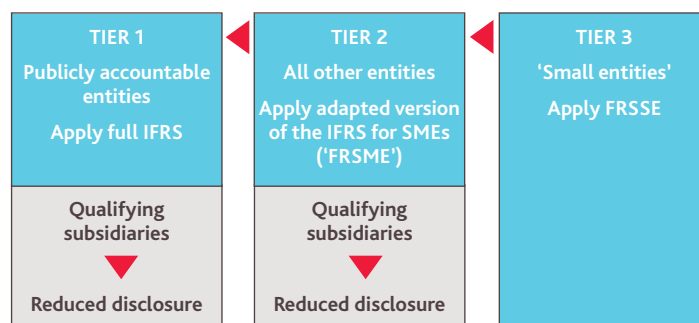 TIER 1
Publicly accountable
entities
Apply full IFRS
Qualifying
subsidiaries
Reduced disclosure
TIER 2
All other entities
Apply adapted version
of the IFRS for SMEs
(‘FRSME’)
Qualifying
subsidiaries
Reduced disclosure
TIER 3
'Small entities'
Apply FRSSE